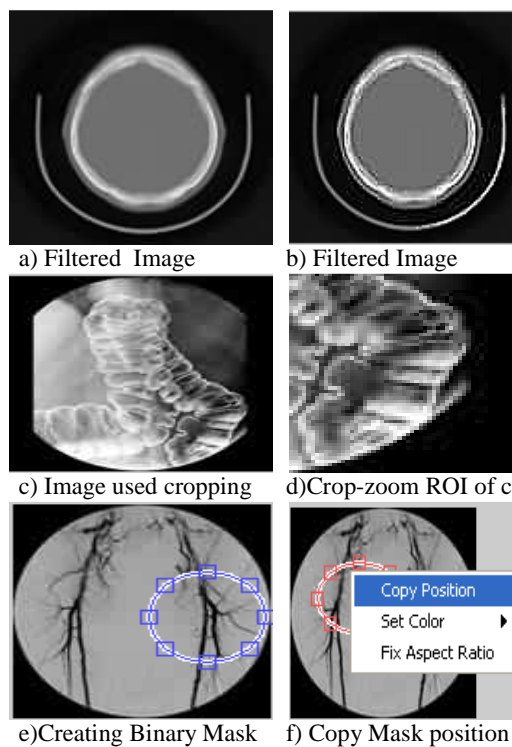 a) Filtered Image
b) Filtered Image
c) Image used cropping
d)Crop-zoom ROI of c
e)Creating Binary Mask
Copy Position
Set Color
Fix Aspect Ratio
f) Copy Mask position